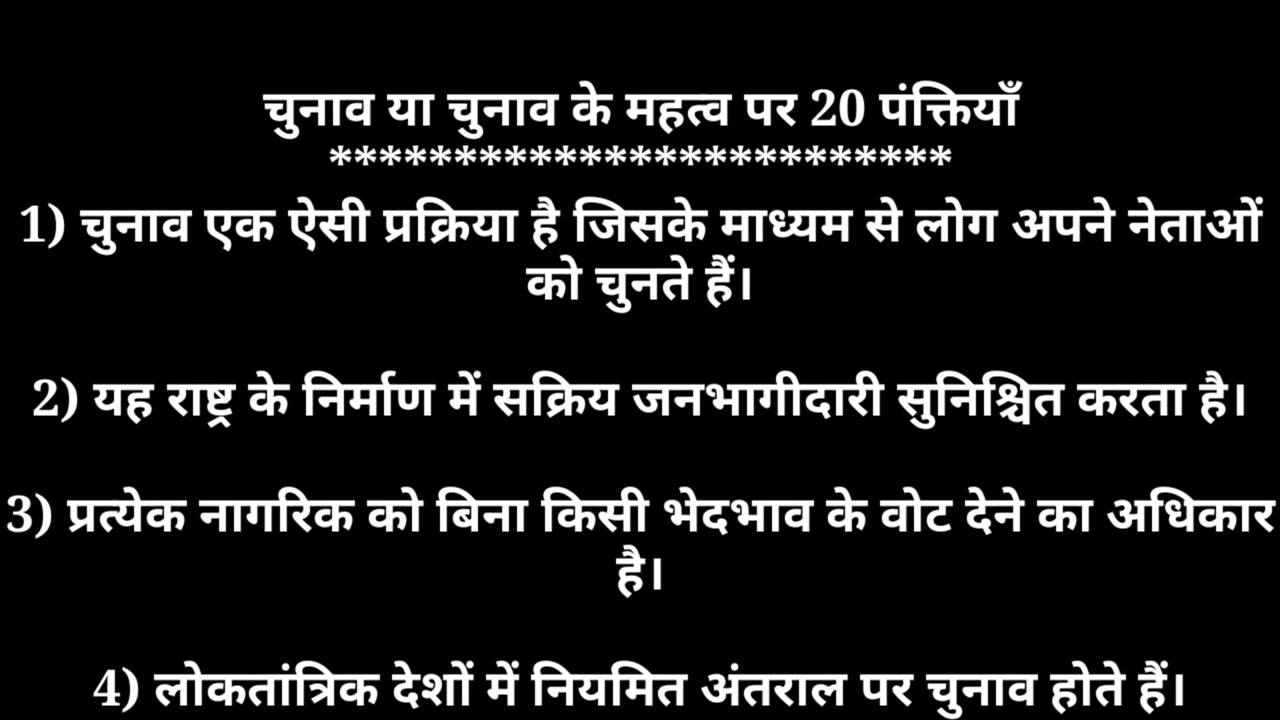 चुनाव या चुनाव के महत्व पर 20 पंक्तियाँ
*************************
1) चुनाव एक ऐसी प्रक्रिया है जिसके माध्यम से लोग अपने नेताओं
को चुनते हैं।
2) यह राष्ट्र के निर्माण में सक्रिय जनभागीदारी सुनिश्चित करता है।
3) प्रत्येक नागरिक को बिना किसी भेदभाव के वोट देने का अधिकार
है।
4) लोकतांत्रिक देशों में नियमित अंतराल पर चुनाव होते हैं।